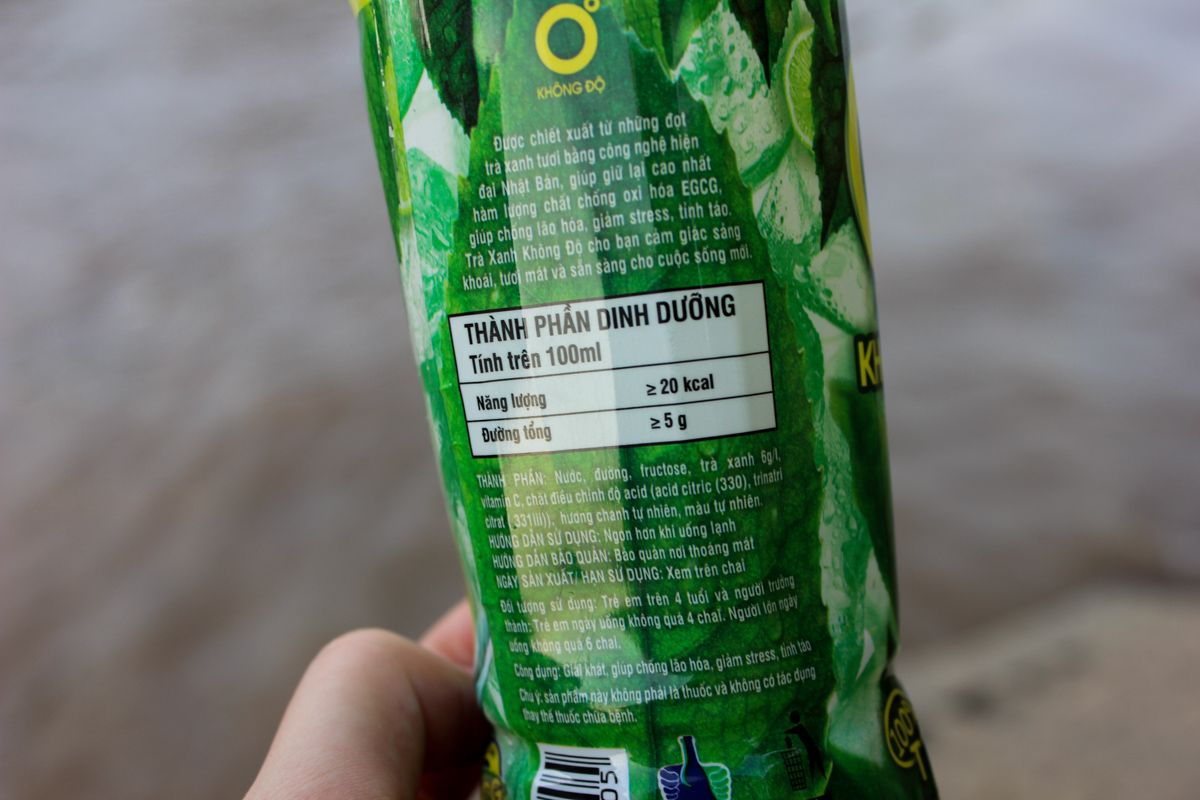 O°
KHÔNG ĐỘ
Được chiết xuất từ những đọt
trà xanh tươi bằng công nghệ hiện
đại Nhật Bản, giúp giữ lại cao nhất
hàm lượng chất chống oxi hóa EGCG,
giúp chống lão hóa, giảm stress, tỉnh táo.
Trà Xanh Không Độ cho bạn cảm giác sảng
khoái, tươi mát và sẵn sàng cho cuộc sống mới.
THÀNH PHẦN DINH DƯỠNG
Tính trên 100ml
Năng lượng ≥ 20 kcal
Đường tổng ≥ 5 g
THÀNH PHẦN: Nước, đường, fructose, trà xanh 6g/l,
vitamin C, chất điều chỉnh độ acid (acid citric (330), trinatri
citrat (331iii)), hương chanh tự nhiên, màu tự nhiên.
HƯỚNG DẪN SỬ DỤNG: Ngon hơn khi uống lạnh
HƯỚNG DẪN BẢO QUẢN: Bảo quản nơi thoáng mát
NGÀY SẢN XUẤT/ HẠN SỬ DỤNG: Xem trên chai
Đối tượng sử dụng: Trẻ em trên 4 tuổi và người trưởng
thành: Trẻ em ngày uống không quá 4 chai. Người lớn ngày
uống không quá 6 chai.
Công dụng: Giải khát, giúp chống lão hóa, giảm stress, tỉnh táo
Chú ý: sản phẩm này không phải là thuốc và không có tác dụng
thay thế thuốc chữa bệnh.
KH
100%
T
05